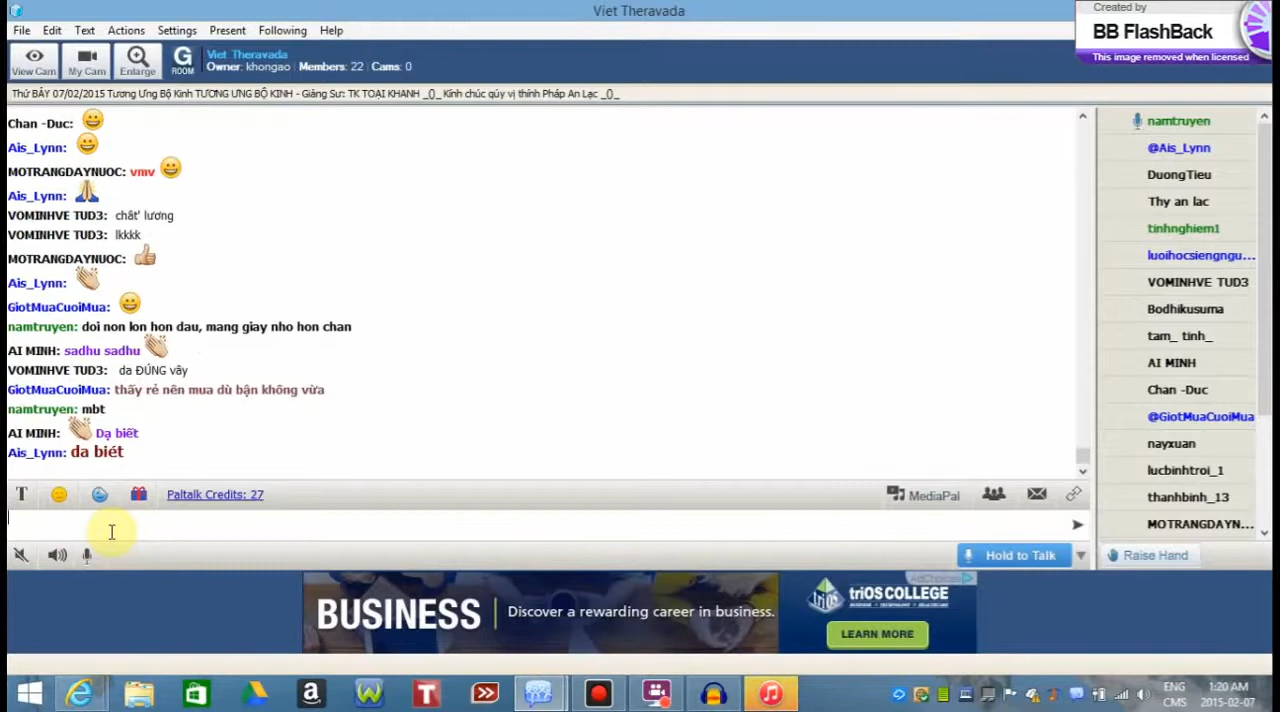 Viet Theravada
Created by
BB FlashBack
This image removed when licensed
File Edit Text Actions Settings Present Following Help
View Cam My Cam Enlarge G ROOM
Viet Theravada
Owner: khongao Members: 22 Cams: 0
Thứ BẢY 07/02/2015 Tương Ưng Bộ Kinh TƯƠNG ƯNG BỘ KINH - Giảng Sư: TK TOẠI KHANH _()_ Kính chúc qúy vị thính Pháp An Lạc _()_
Chan -Duc:
Ais_Lynn:
MOTRANGDAYNUOC: vmv
Ais_Lynn:
VOMINHVE TUD3: chất' lương
VOMINHVE TUD3: lkkkk
MOTRANGDAYNUOC:
Ais_Lynn:
GiotMuaCuoiMua:
namtruyen: doi non lon hon dau, mang giay nho hon chan
AI MINH: sadhu sadhu
VOMINHVE TUD3: da ĐÚNG vây
GiotMuaCuoiMua: thấy rẻ nên mua dù bận không vừa
namtruyen: mbt
AI MINH: Dạ biết
Ais_Lynn: da biét
namtruyen
@Ais_Lynn
DuongTieu
Thy an lac
tinhnghiem1
luoihocsiengngu...
VOMINHVE TUD3
Bodhikusuma
tam_ tinh_
AI MINH
Chan -Duc
@GiotMuaCuoiMua
nayxuan
lucbinhtroi_1
thanhbinh_13
MOTRANGDAYN...
T Paltalk Credits: 27 MediaPal
Hold to Talk Raise Hand
BUSINESS Discover a rewarding career in business.
AdChoices
triOS COLLEGE
LEARN MORE
ENG 1:20 AM
CMS 2015-02-07